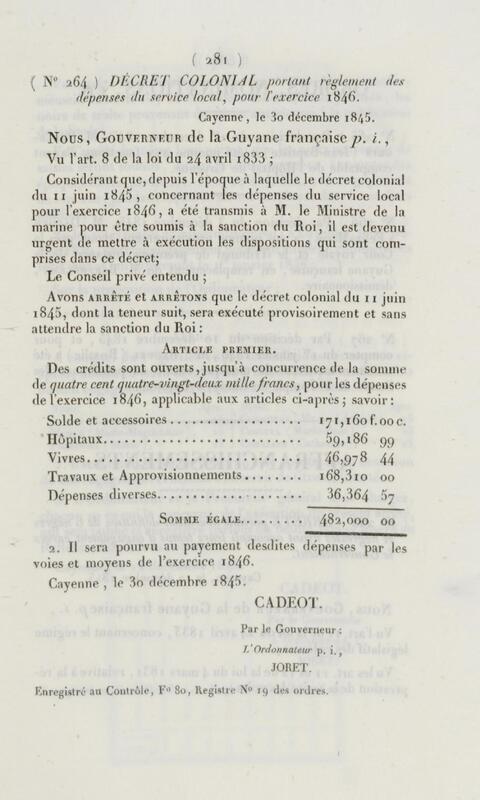 ( 281 )
( N° 264 ) DÉCRET COLONIAL portant règlement des
dépenses du service local, pour l'exercice 1846.
Cayenne, le 30 décembre 1845.
Nous, Gouverneur de la Guyane française p. i.,
Vu l'art. 8 de la loi du 24 avril 1833 ;
Considérant que, depuis l'époque à laquelle le décret colonial
du 11 juin 1845, concernant les dépenses du service local
pour l'exercice 1846, a été transmis à M. le Ministre de la
marine pour être soumis à la sanction du Roi, il est devenu
urgent de mettre à exécution les dispositions qui sont com-
prises dans ce décret;
Le Conseil privé entendu ;
Avons ARRÊTÉ et ARRÊTONS que le décret colonial du 11 juin
1845, dont la teneur suit, sera exécuté provisoirement et sans
attendre la sanction du Roi :
ARTICLE PREMIER.
Des crédits sont ouverts, jusqu'à concurrence de la somme
de quatre cent quatre-vingt-deux mille francs, pour les dépenses
de l'exercice 1846, applicable aux articles ci-après ; savoir :
Solde et accessoires.................. 171,160 f. 00 c.
Hôpitaux........................... 59,186 99
Vivres............................. 46,978 44
Travaux et Approvisionnements........ 168,310 00
Dépenses diverses.................... 36,364 57
SOMME ÉGALE......... 482,000 00
2. Il sera pourvu au payement desdites dépenses par les
voies et moyens de l'exercice 1846.
Cayenne, le 30 décembre 1845.
CADEOT.
Par le Gouverneur :
L'Ordonnateur p. i.,
JORET.
Enregistré au Contrôle, F° 80, Registre N° 19 des ordres.